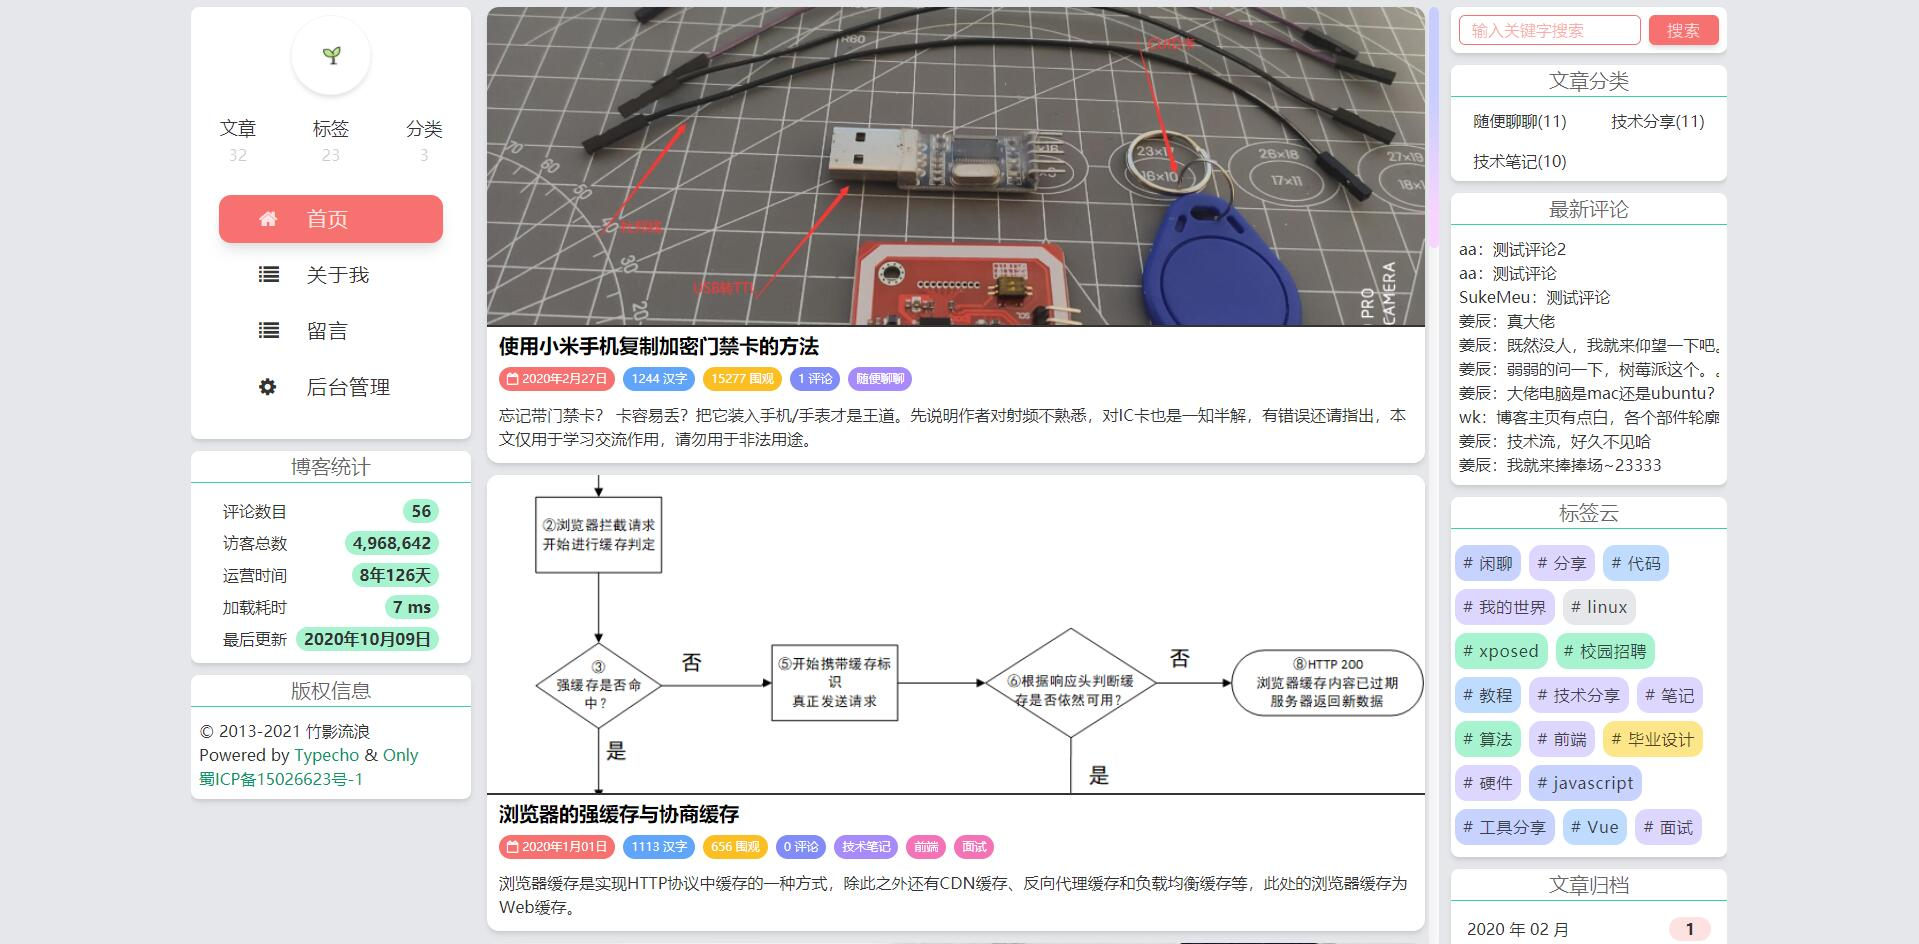 文章 标签 分类
32 23 3
首页
关于我
留言
后台管理
博客统计
评论数目 56
访客总数 4,968,642
运营时间 8年126天
加载耗时 7 ms
最后更新 2020年10月09日
版权信息
© 2013-2021 竹影流浪
Powered by Typecho & Only
蜀ICP备15026623号-1
R60
70
60
50
40
30
20
23×1
16×10
26×18
17×11
27×19
18×1
USB转TTL
PRO
CAMERA
SCL
使用小米手机复制加密门禁卡的方法
2020年2月27日 1244 汉字 15277 围观 1 评论 随便聊聊
忘记带门禁卡? 卡容易丢?把它装入手机/手表才是王道。先说明作者对射频不熟悉,对IC卡也是一知半解,有错误还请指出,本
文仅用于学习交流作用,请勿用于非法用途。
②浏览器拦截请求
开始进行缓存判定
③
强缓存是否命
中?
否
⑤开始携带缓存标
识
真正发送请求
⑥根据响应头判断缓
存是否依然可用?
否
⑧HTTP 200
浏览器缓存内容已过期
服务器返回新数据
是
是
浏览器的强缓存与协商缓存
2020年1月01日 1113 汉字 656 围观 0 评论 技术笔记 前端 面试
浏览器缓存是实现HTTP协议中缓存的一种方式,除此之外还有CDN缓存、反向代理缓存和负载均衡缓存等,此处的浏览器缓存为
Web缓存。
输入关键字搜索 搜索
文章分类
随便聊聊(11) 技术分享(11)
技术笔记(10)
最新评论
aa:测试评论2
aa:测试评论
SukeMeu:测试评论
姜辰:真大佬
姜辰:既然没人,我就来仰望一下吧。
姜辰:弱弱的问一下,树莓派这个。。
姜辰:大佬电脑是mac还是ubuntu?
wk:博客主页有点白,各个部件轮廓
姜辰:技术流,好久不见哈
姜辰:我就来捧捧场~23333
标签云
# 闲聊 # 分享 # 代码
# 我的世界 # linux
# xposed # 校园招聘
# 教程 # 技术分享 # 笔记
# 算法 # 前端 # 毕业设计
# 硬件 # javascript
# 工具分享 # Vue # 面试
文章归档
2020 年 02 月 1